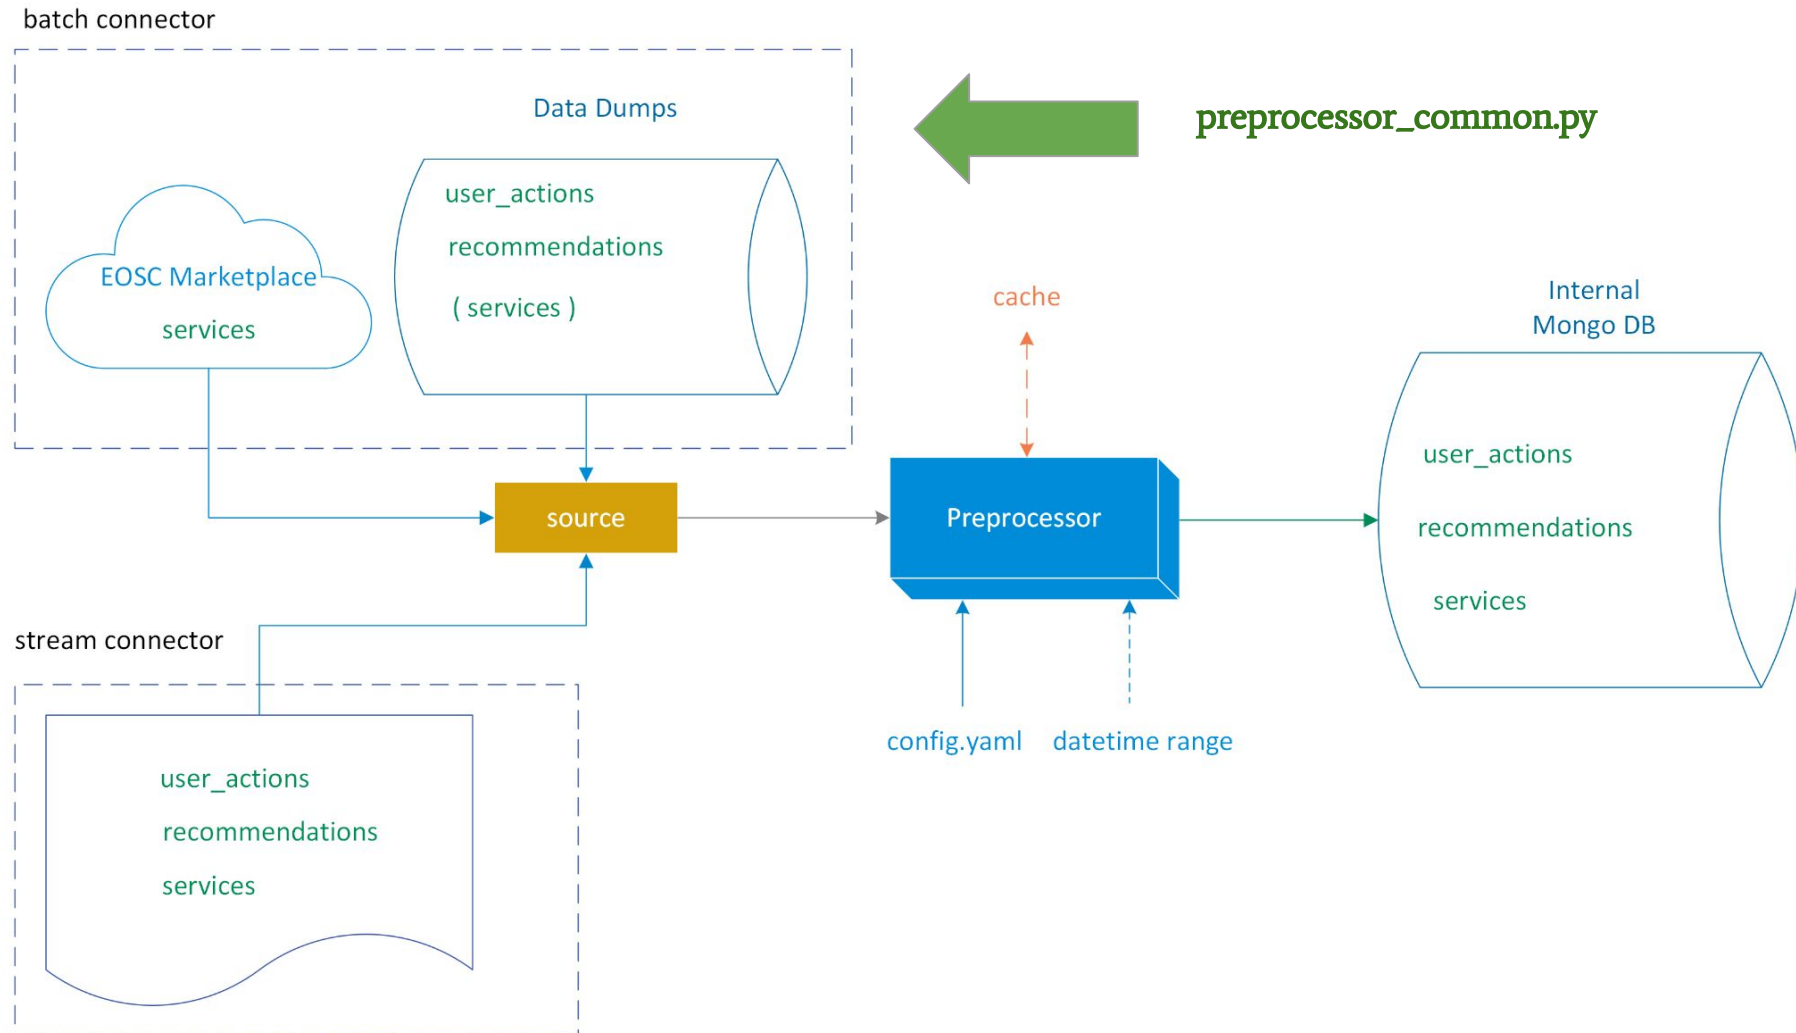 batch connector
Data Dumps
preprocessor_common.py
user_actions
recommendations
( services )
EOSC Marketplace
services
cache
Internal
Mongo DB
user_actions
recommendations
services
source
Preprocessor
config.yaml
datetime range
stream connector
user_actions
recommendations
services